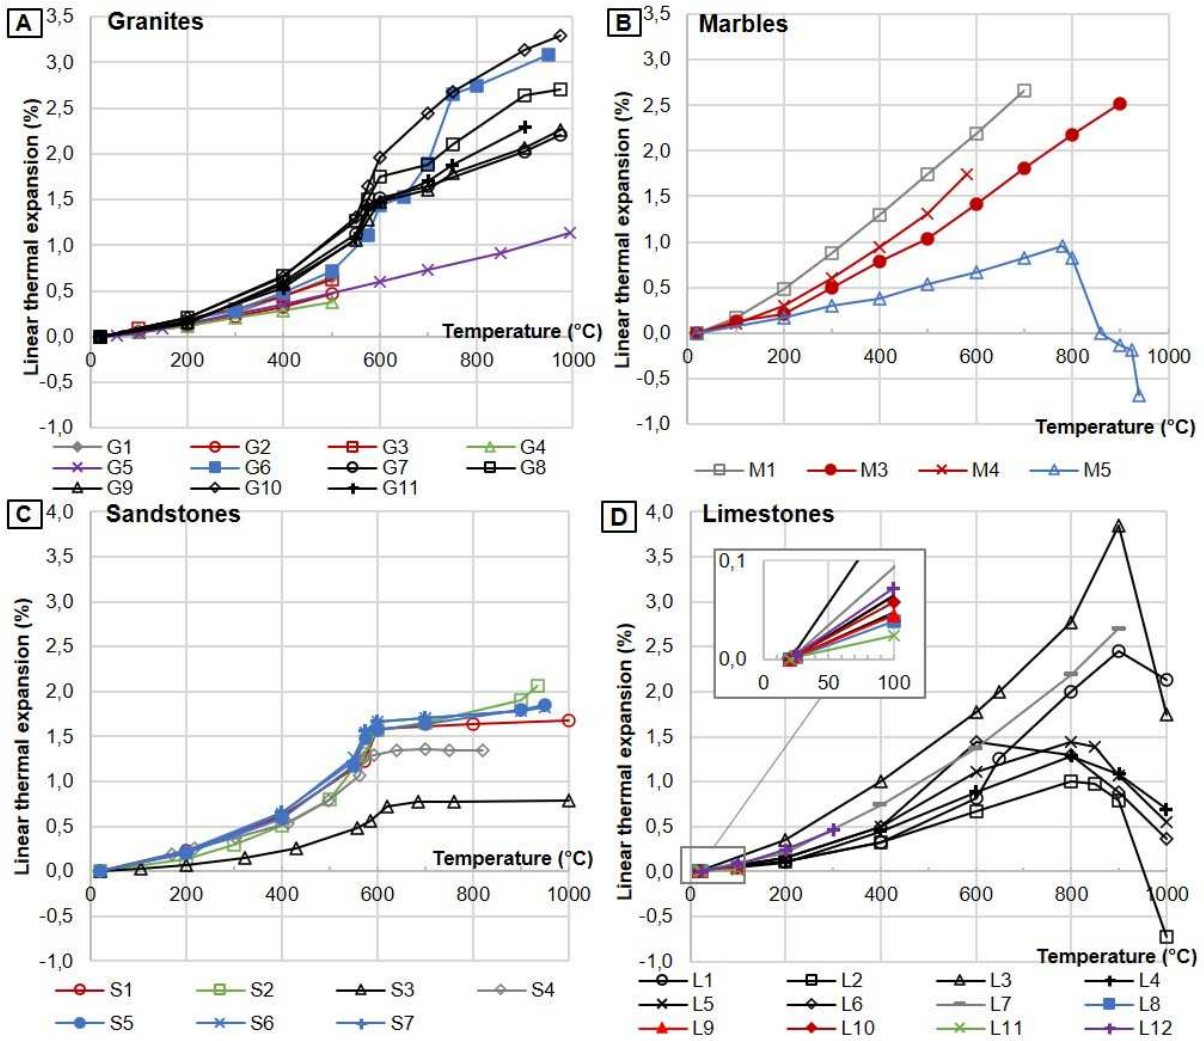 A Granites
3,5
3,0
2,5
2,0
1,5
1,0
0,5
0,0
-0,5
-1,0
Linear thermal expansion (%)
0 200 400 600 800 1000
Temperature (°C)
G1 G2 G3 G4
G5 G6 G7 G8
G9 G10 G11
B Marbles
3,5
3,0
2,5
2,0
1,5
1,0
0,5
0,0
-0,5
-1,0
Linear thermal expansion (%)
0 200 400 600 800 1000
Temperature (°C)
M1 M3 M4 M5
C Sandstones
4,0
3,5
3,0
2,5
2,0
1,5
1,0
0,5
0,0
-0,5
-1,0
Linear thermal expansion (%)
Temperature (°C)
0 200 400 600 800 1000
S1 S2 S3 S4
S5 S6 S7
D Limestones
4,0
3,5
3,0
2,5
2,0
1,5
1,0
0,5
0,0
-0,5
-1,0
Linear thermal expansion (%)
0,1
0,0
0 50 100
0 200 400 600 800 1000
Temperature (°C)
L1 L2 L3 L4
L5 L6 L7 L8
L9 L10 L11 L12